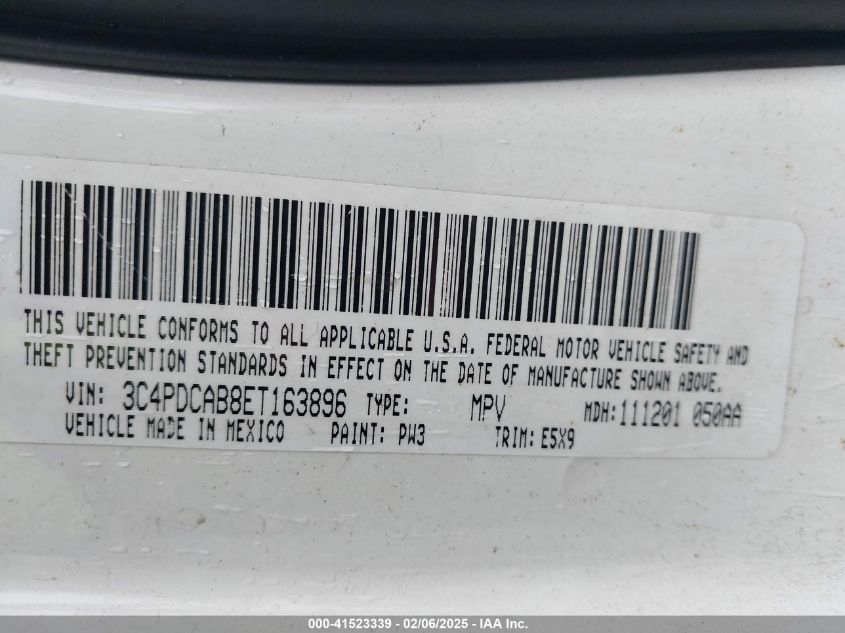 THIS VEHICLE CONFORMS TO ALL APPLICABLE U.S.A. FEDERAL MOTOR VEHICLE SAFETY AND
THEFT PREVENTION STANDARDS IN EFFECT ON THE DATE OF MANUFACTURE SHOWN ABOVE.
VIN: 3C4PDCAB8ET163896 TYPE: MPV MDH:111201 050AA
VEHICLE MADE IN MEXICO PAINT: PW3 TRIM: E5X9
000-41523339 - 02/06/2025 - IAA Inc.